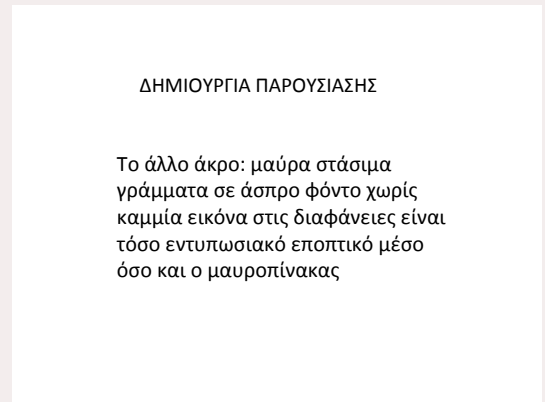 ΔΗΜΙΟΥΡΓΙΑ ΠΑΡΟΥΣΙΑΣΗΣ
Το άλλο άκρο: μαύρα στάσιμα
γράμματα σε άσπρο φόντο χωρίς
καμμία εικόνα στις διαφάνειες είναι
τόσο εντυπωσιακό εποπτικό μέσο
όσο και ο μαυροπίνακας